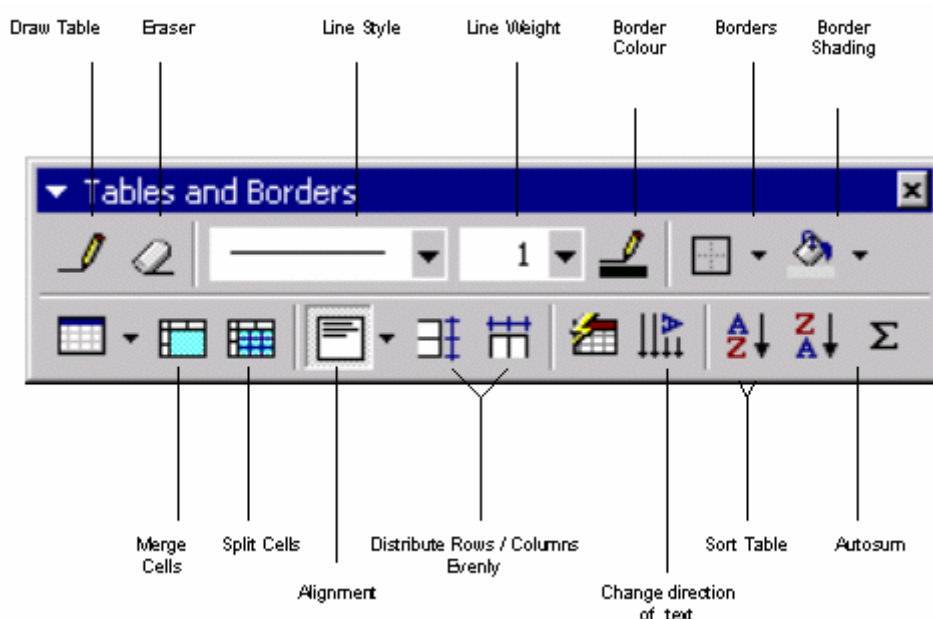 Draw Table
Eraser
Line Style
Line Weight
Border
Colour
Borders
Border
Shading
Tables and Borders
1
A
A
Z
Z
A
Σ
Merge
Cells
Split Cells
Alignment
Distribute Rows / Columns
Evenly
Change direction
of text
Sort Table
Autosum